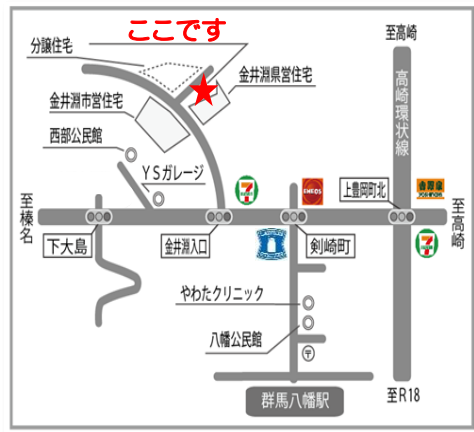 ここです
至高崎
分譲住宅
金井淵県営住宅
高崎環状線
金井淵市営住宅
西部公民館
YSガレージ
ENEOS
上豊岡町北
吉野家
至榛名
至高崎
下大島
金井淵入口
剣崎町
やわたクリニック
八幡公民館
〒
群馬八幡駅
至R18